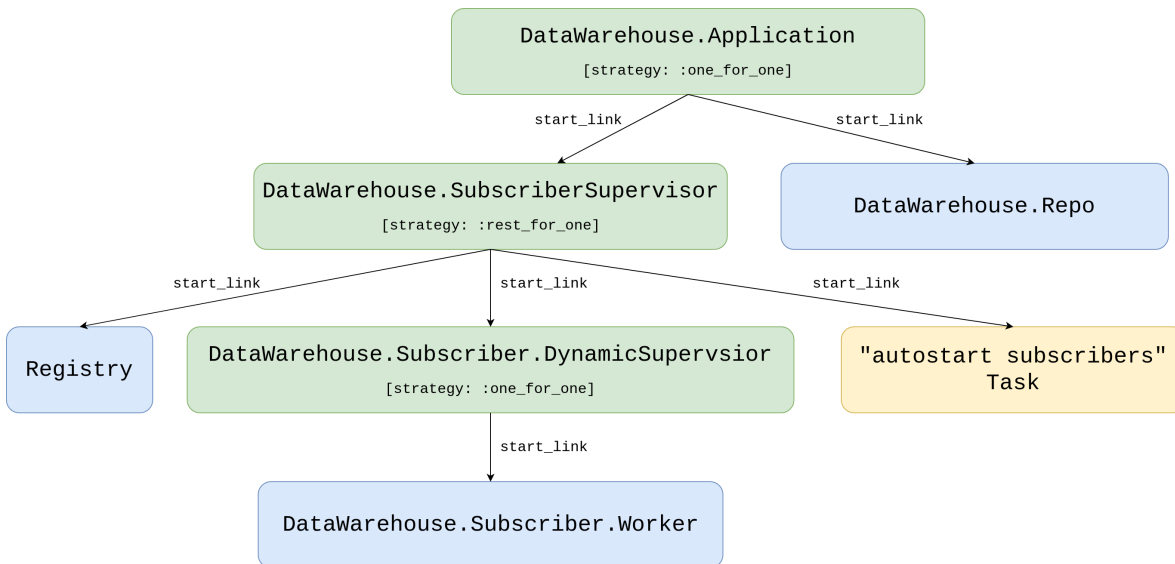 DataWarehouse.Application
[strategy: :one_for_one]
start_link
start_link
DataWarehouse.SubscriberSupervisor
[strategy: :rest_for_one]
DataWarehouse.Repo
start_link
start_link
start_link
Registry
DataWarehouse.Subscriber.DynamicSupervsior
[strategy: :one_for_one]
"autostart subscribers"
Task
start_link
DataWarehouse.Subscriber.Worker